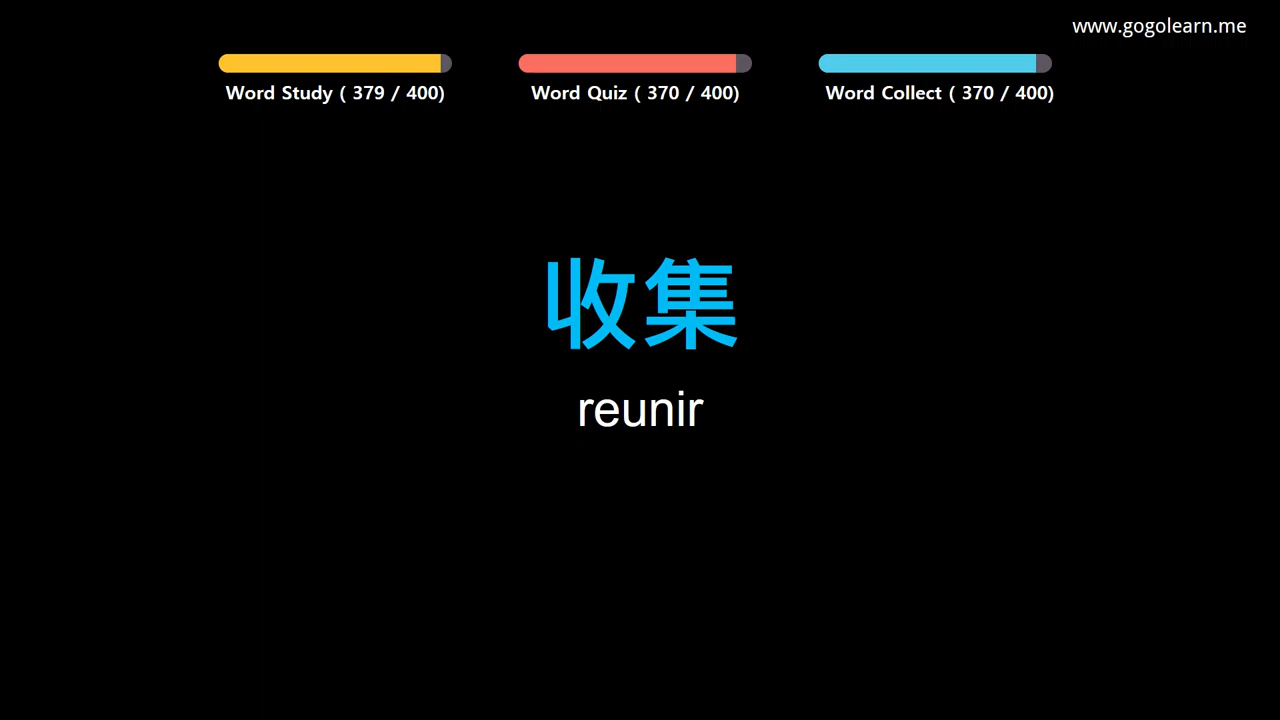 www.gogolearn.me
Word Study ( 379 / 400)
Word Quiz ( 370 / 400)
Word Collect ( 370 / 400)
收集
reunir